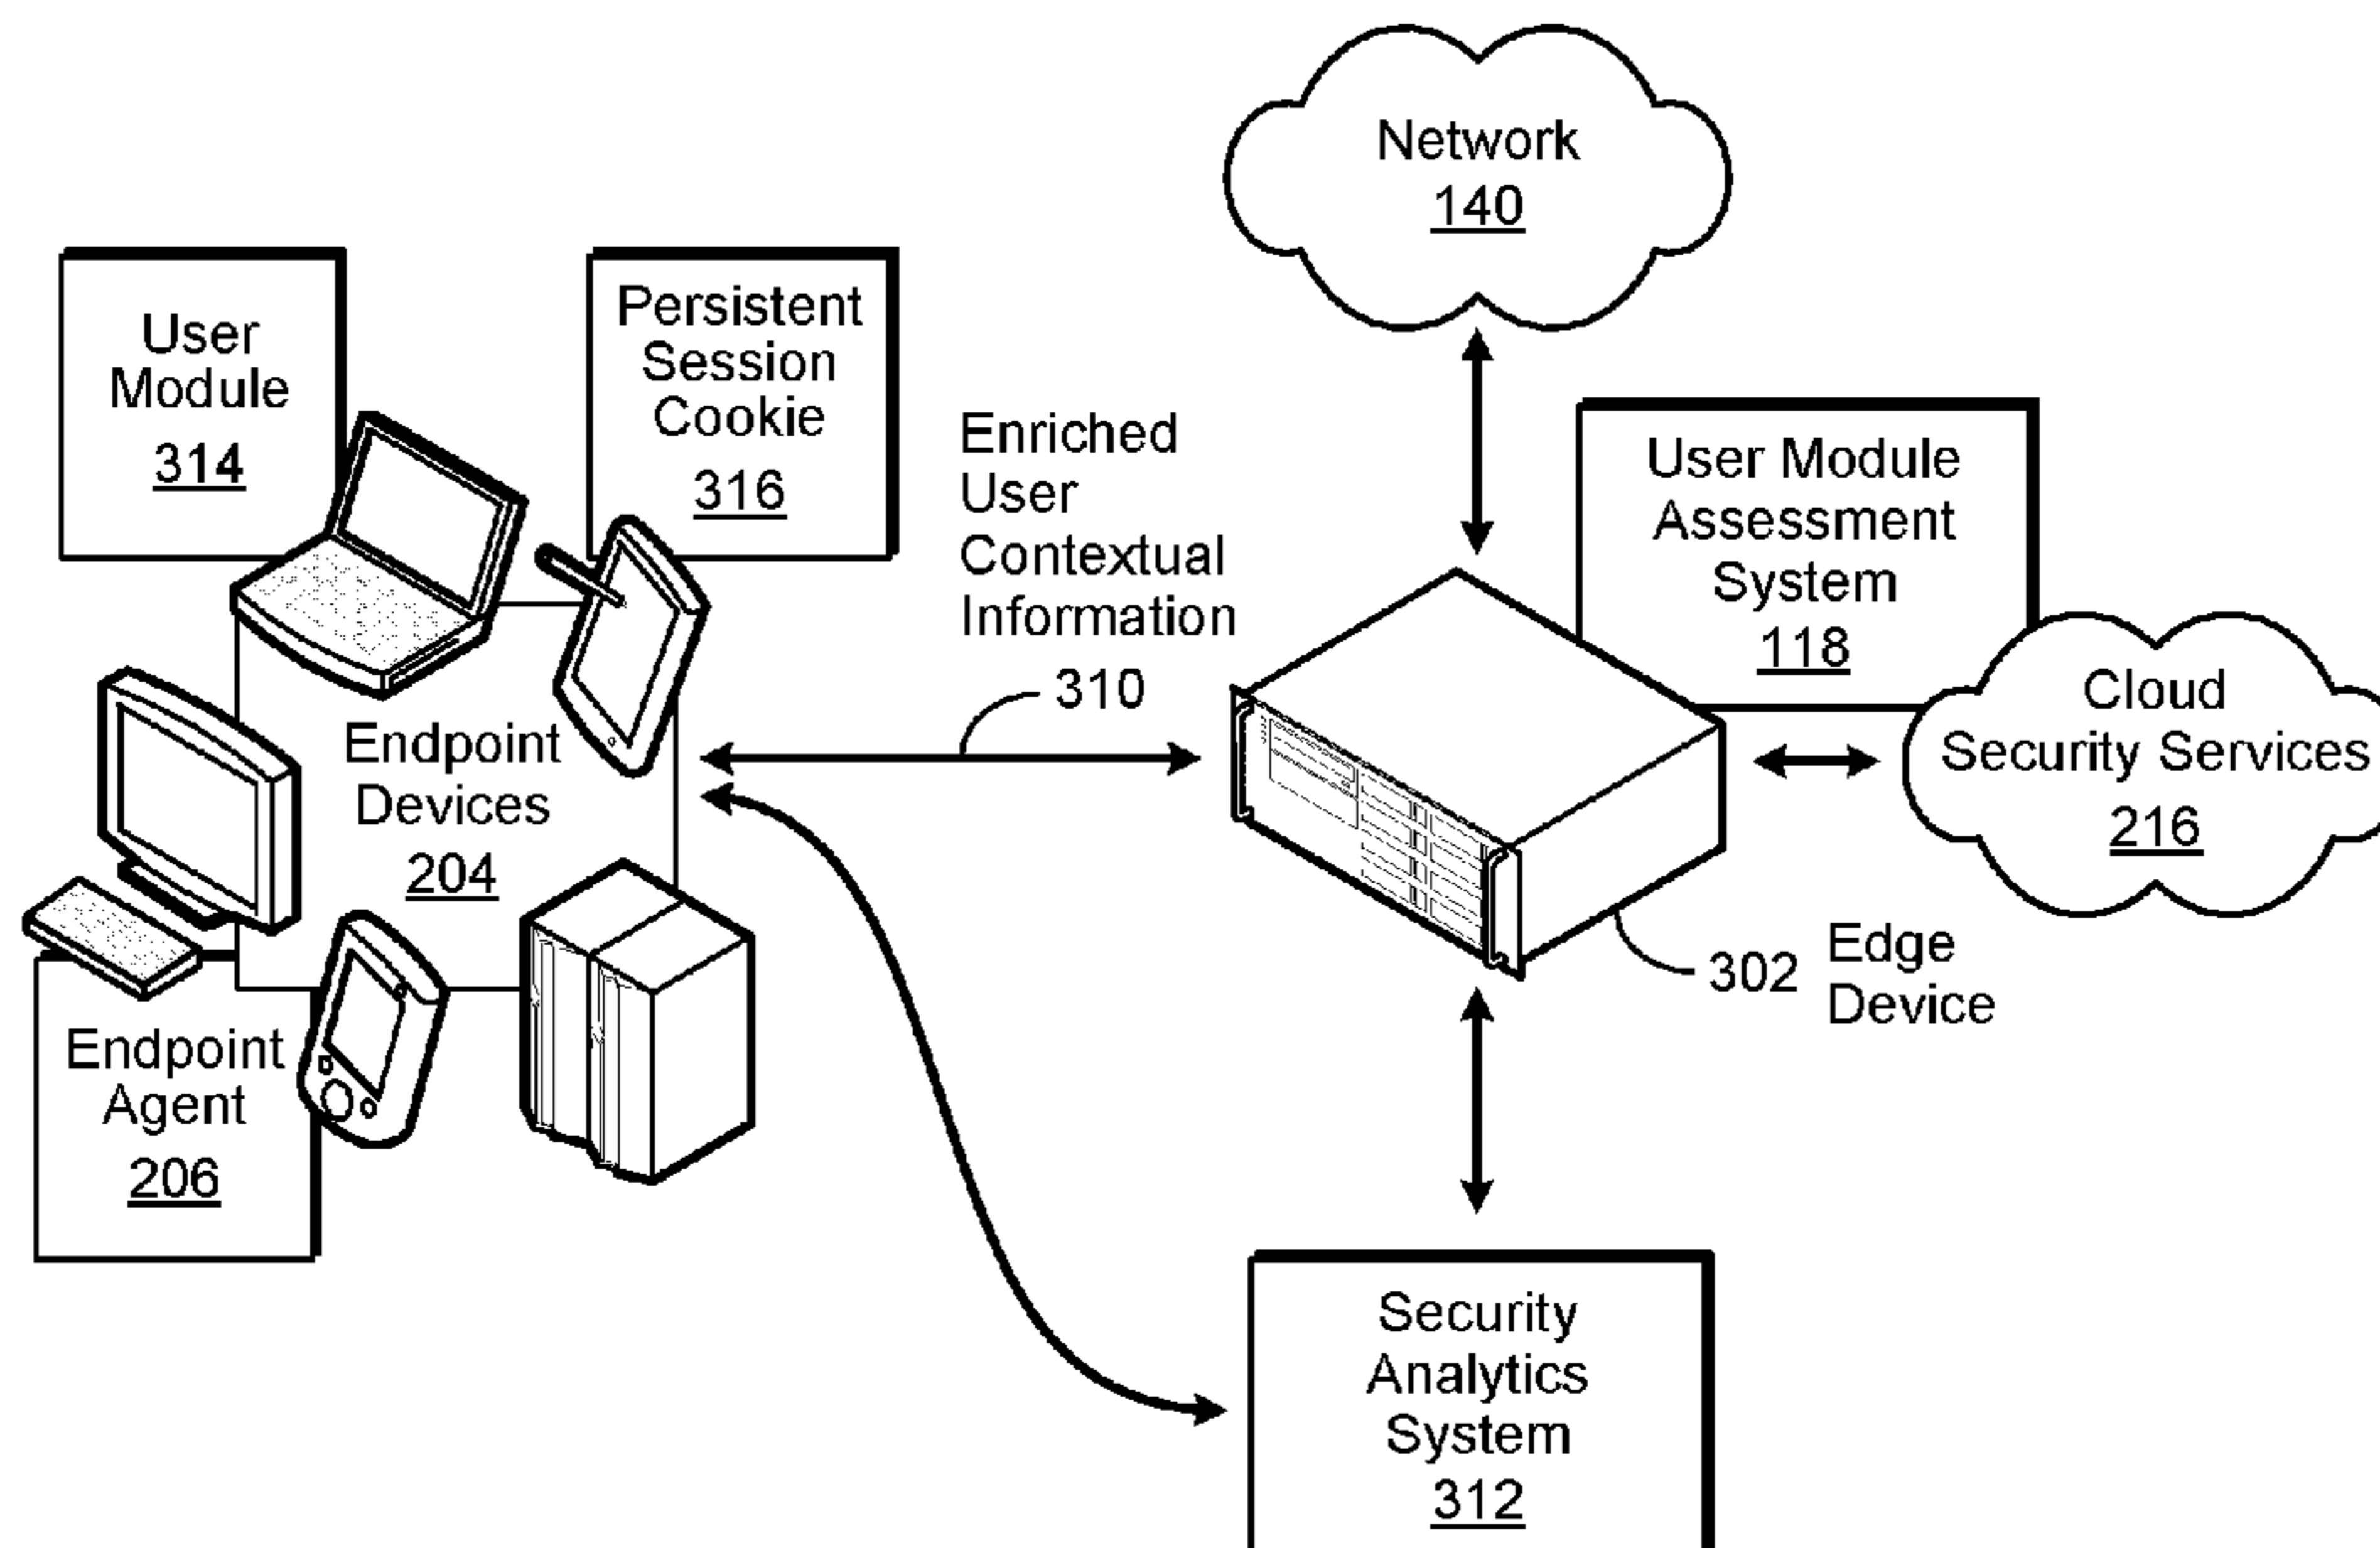 Network
140
User
Module
314
Persistent
Session
Cookie
316
Enriched
User
Contextual
Information
310
User Module
Assessment
System
118
Cloud
Security Services
216
Endpoint
Devices
204
302
Edge
Device
Endpoint
Agent
206
Security
Analytics
System
312